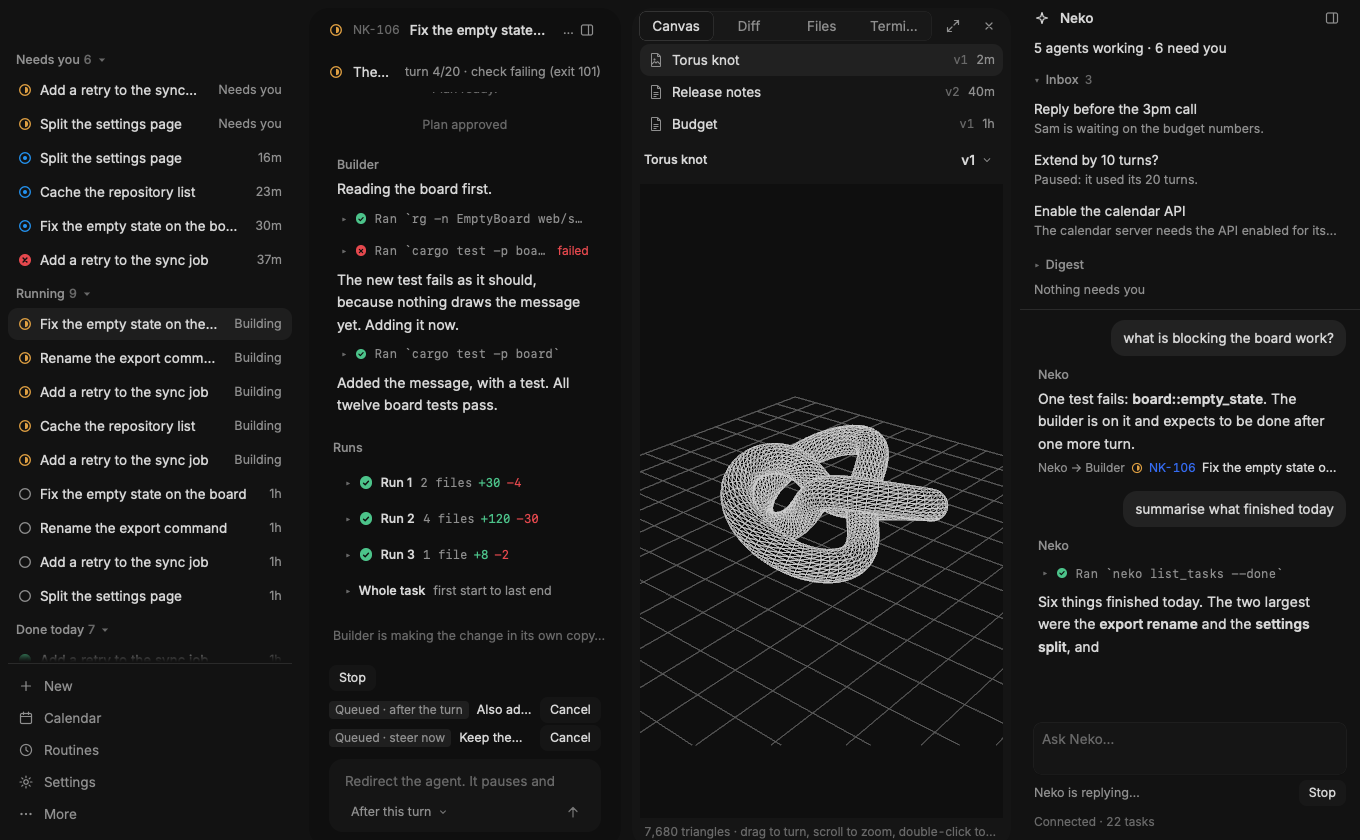 Needs you 6
Add a retry to the sync... Needs you
Split the settings page Needs you
Split the settings page 16m
Cache the repository list 23m
Fix the empty state on the bo... 30m
Add a retry to the sync job 37m
Running 9
Fix the empty state on the... Building
Rename the export comm... Building
Add a retry to the sync job Building
Cache the repository list Building
Add a retry to the sync job Building
Fix the empty state on the board 1h
Rename the export command 1h
Add a retry to the sync job 1h
Split the settings page 1h
Done today 7
Add a retry to the sync job 1h
New
Calendar
Routines
Settings
More
NK-106 Fix the empty state... ...
The... turn 4/20 · check failing (exit 101)
Plan ready.
Plan approved
Builder
Reading the board first.
Ran `rg -n EmptyBoard web/s...
Ran `cargo test -p boa... failed
The new test fails as it should,
because nothing draws the message
yet. Adding it now.
Ran `cargo test -p board`
Added the message, with a test. All
twelve board tests pass.
Runs
Run 1 2 files +30 −4
Run 2 4 files +120 −30
Run 3 1 file +8 −2
Whole task first start to last end
Builder is making the change in its own copy...
Stop
Queued · after the turn Also ad... Cancel
Queued · steer now Keep the... Cancel
Redirect the agent. It pauses and
After this turn
Canvas Diff Files Termi...
Torus knot v1 2m
Release notes v2 40m
Budget v1 1h
Torus knot v1
7,680 triangles · drag to turn, scroll to zoom, double-click to...
Neko
5 agents working · 6 need you
Inbox 3
Reply before the 3pm call
Sam is waiting on the budget numbers.
Extend by 10 turns?
Paused: it used its 20 turns.
Enable the calendar API
The calendar server needs the API enabled for its...
Digest
Nothing needs you
what is blocking the board work?
Neko
One test fails: board::empty_state. The
builder is on it and expects to be done after
one more turn.
Neko → Builder NK-106 Fix the empty state o...
summarise what finished today
Neko
Ran `neko list_tasks --done`
Six things finished today. The two largest
were the export rename and the settings
split, and
Ask Neko...
Neko is replying... Stop
Connected · 22 tasks